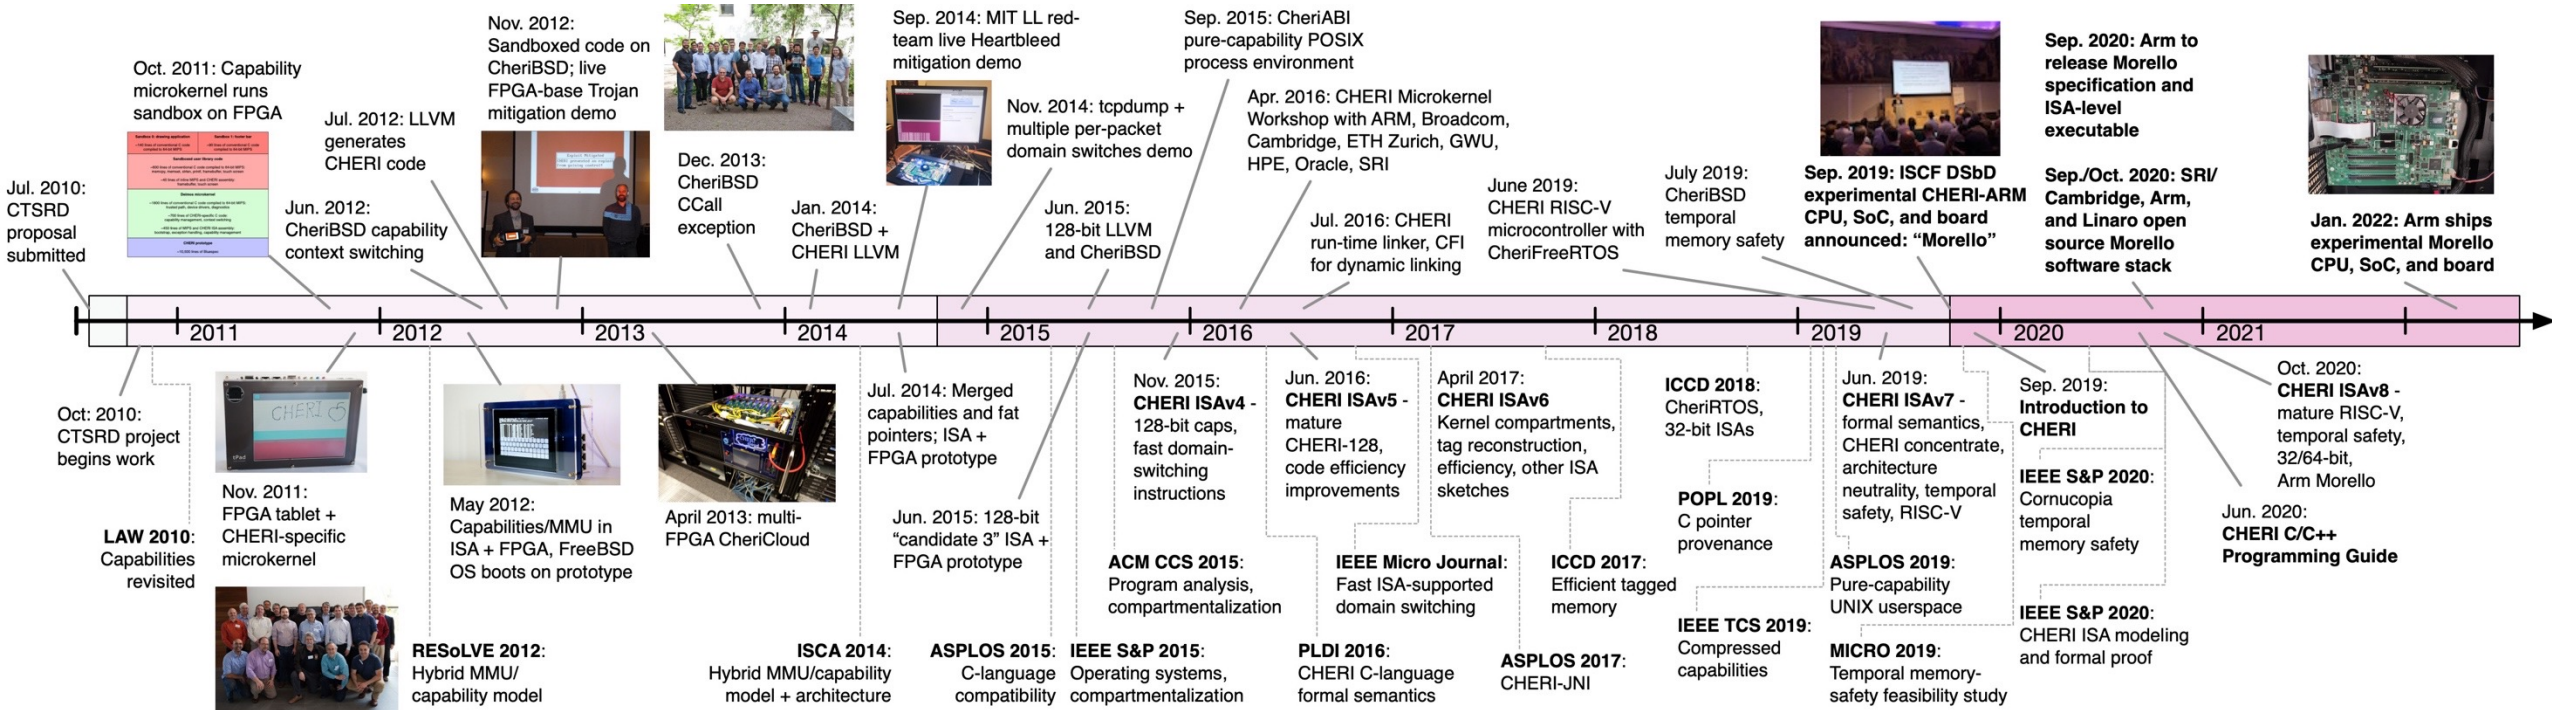 Jul. 2010:
CTSRD
proposal
submitted
Oct. 2011: Capability
microkernel runs
sandbox on FPGA
Jun. 2012:
CheriBSD capability
context switching
Jul. 2012: LLVM
generates
CHERI code
Nov. 2012:
Sandboxed code on
CheriBSD; live
FPGA-base Trojan
mitigation demo
Dec. 2013:
CheriBSD
CCall
exception
Jan. 2014:
CheriBSD +
CHERI LLVM
Sep. 2014: MIT LL red-
team live Heartbleed
mitigation demo
Nov. 2014: tcpdump +
multiple per-packet
domain switches demo
Jun. 2015:
128-bit LLVM
and CheriBSD
Sep. 2015: CheriABI
pure-capability POSIX
process environment
Apr. 2016: CHERI Microkernel
Workshop with ARM, Broadcom,
Cambridge, ETH Zurich, GWU,
HPE, Oracle, SRI
Jul. 2016: CHERI
run-time linker, CFI
for dynamic linking
June 2019:
CHERI RISC-V
microcontroller with
CheriFreeRTOS
July 2019:
CheriBSD
temporal
memory safety
Sep. 2019: ISCF DSbD
experimental CHERI-ARM
CPU, SoC, and board
announced: “Morello”
Sep. 2020: Arm to
release Morello
specification and
ISA-level
executable
Sep./Oct. 2020: SRI/
Cambridge, Arm,
and Linaro open
source Morello
software stack
Jan. 2022: Arm ships
experimental Morello
CPU, SoC, and board
2011
2012
2013
2014
2015
2016
2017
2018
2019
2020
2021
Oct: 2010:
CTSRD project
begins work
LAW 2010:
Capabilities
revisited
CHERI
Nov. 2011:
FPGA tablet +
CHERI-specific
microkernel
RESoLVE 2012:
Hybrid MMU/
capability model
May 2012:
Capabilities/MMU in
ISA + FPGA, FreeBSD
OS boots on prototype
April 2013: multi-
FPGA CheriCloud
ISCA 2014:
Hybrid MMU/capability
model + architecture
Jul. 2014: Merged
capabilities and fat
pointers; ISA +
FPGA prototype
Jun. 2015: 128-bit
“candidate 3” ISA +
FPGA prototype
ASPLOS 2015:
C-language
compatibility
IEEE S&P 2015:
Operating systems,
compartmentalization
ACM CCS 2015:
Program analysis,
compartmentalization
Nov. 2015:
CHERI ISAv4 -
128-bit caps,
fast domain-
switching
instructions
Jun. 2016:
CHERI ISAv5 -
mature
CHERI-128,
code efficiency
improvements
PLDI 2016:
CHERI C-language
formal semantics
IEEE Micro Journal:
Fast ISA-supported
domain switching
April 2017:
CHERI ISAv6
Kernel compartments,
tag reconstruction,
efficiency, other ISA
sketches
ASPLOS 2017:
CHERI-JNI
ICCD 2017:
Efficient tagged
memory
ICCD 2018:
CheriRTOS,
32-bit ISAs
POPL 2019:
C pointer
provenance
IEEE TCS 2019:
Compressed
capabilities
Jun. 2019:
CHERI ISAv7 -
formal semantics,
CHERI concentrate,
architecture
neutrality, temporal
safety, RISC-V
ASPLOS 2019:
Pure-capability
UNIX userspace
MICRO 2019:
Temporal memory-
safety feasibility study
Sep. 2019:
Introduction to
CHERI
IEEE S&P 2020:
Cornucopia
temporal
memory safety
IEEE S&P 2020:
CHERI ISA modeling
and formal proof
Jun. 2020:
CHERI C/C++
Programming Guide
Oct. 2020:
CHERI ISAv8 -
mature RISC-V,
temporal safety,
32/64-bit,
Arm Morello